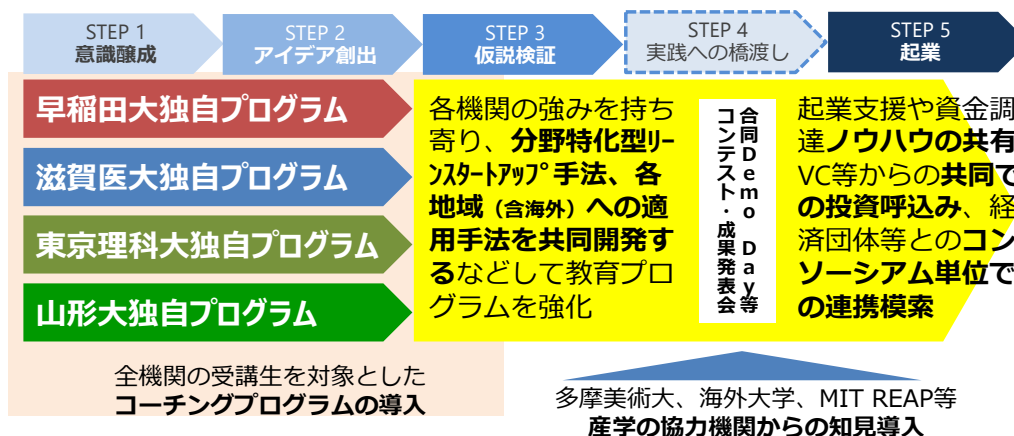 STEP 1
意識醸成
STEP 2
アイデア創出
STEP 3
仮説検証
STEP 4
実践への橋渡し
STEP 5
起業
早稲田大独自プログラム
滋賀医大独自プログラム
東京理科大独自プログラム
山形大独自プログラム
各機関の強みを持ち
寄り、分野特化型ﾘｰ
ﾝｽﾀｰﾄｱｯﾌﾟ手法、各
地域（含海外）への適
用手法を共同開発す
るなどして教育プロ
グラムを強化
合同Demo Day等
コンテスト・成果発表会
起業支援や資金調
達ノウハウの共有
VC等からの共同で
の投資呼込み、経
済団体等とのコン
ソーシアム単位で
の連携模索
全機関の受講生を対象とした
コーチングプログラムの導入
多摩美術大、海外大学、MIT REAP等
産学の協力機関からの知見導入